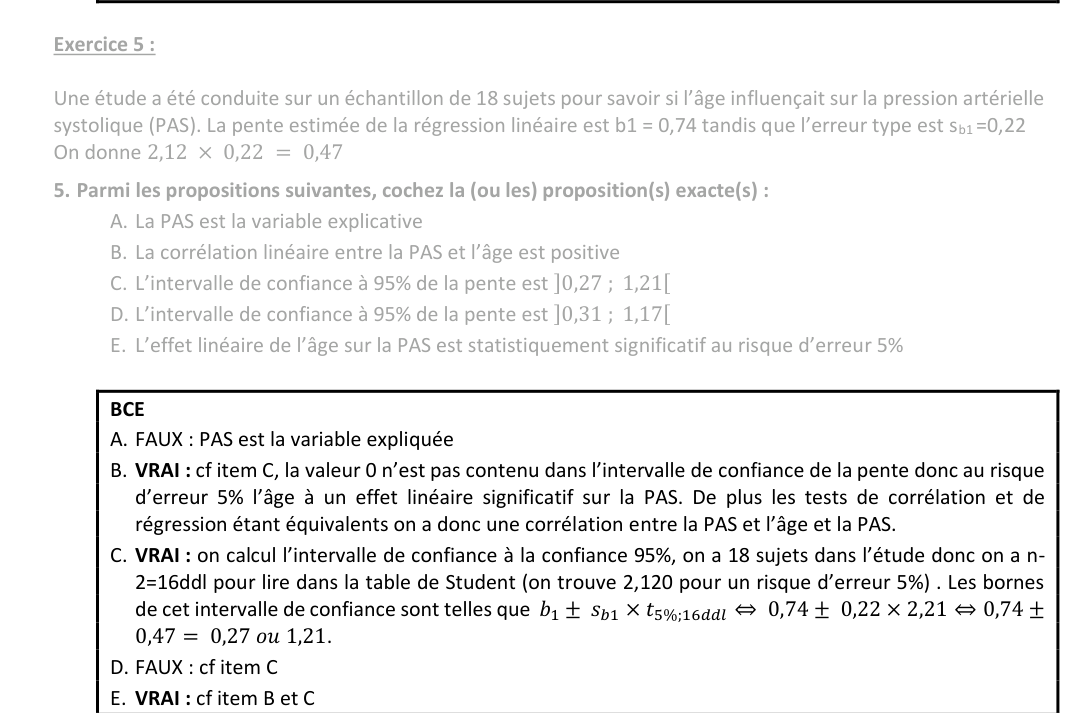 Exercice 5 :
Une étude a été conduite sur un échantillon de 18 sujets pour savoir si l’âge influençait sur la pression artérielle
systolique (PAS). La pente estimée de la régression linéaire est b1 = 0,74 tandis que l’erreur type est sb1 =0,22
On donne 2,12 × 0,22 = 0,47
5. Parmi les propositions suivantes, cochez la (ou les) proposition(s) exacte(s) :
A. La PAS est la variable explicative
B. La corrélation linéaire entre la PAS et l’âge est positive
C. L’intervalle de confiance à 95% de la pente est ]0,27 ; 1,21[
D. L’intervalle de confiance à 95% de la pente est ]0,31 ; 1,17[
E. L’effet linéaire de l’âge sur la PAS est statistiquement significatif au risque d’erreur 5%
BCE
A. FAUX : PAS est la variable expliquée
B. VRAI : cf item C, la valeur 0 n’est pas contenu dans l’intervalle de confiance de la pente donc au risque
d’erreur 5% l’âge à un effet linéaire significatif sur la PAS. De plus les tests de corrélation et de
régression étant équivalents on a donc une corrélation entre la PAS et l’âge et la PAS.
C. VRAI : on calcul l’intervalle de confiance à la confiance 95%, on a 18 sujets dans l’étude donc on a n-
2=16ddl pour lire dans la table de Student (on trouve 2,120 pour un risque d’erreur 5%) . Les bornes
de cet intervalle de confiance sont telles que b1 ± sb1 × t5%;16ddl ⇔ 0,74 ± 0,22 × 2,21 ⇔ 0,74 ±
0,47 = 0,27 ou 1,21.
D. FAUX : cf item C
E. VRAI : cf item B et C